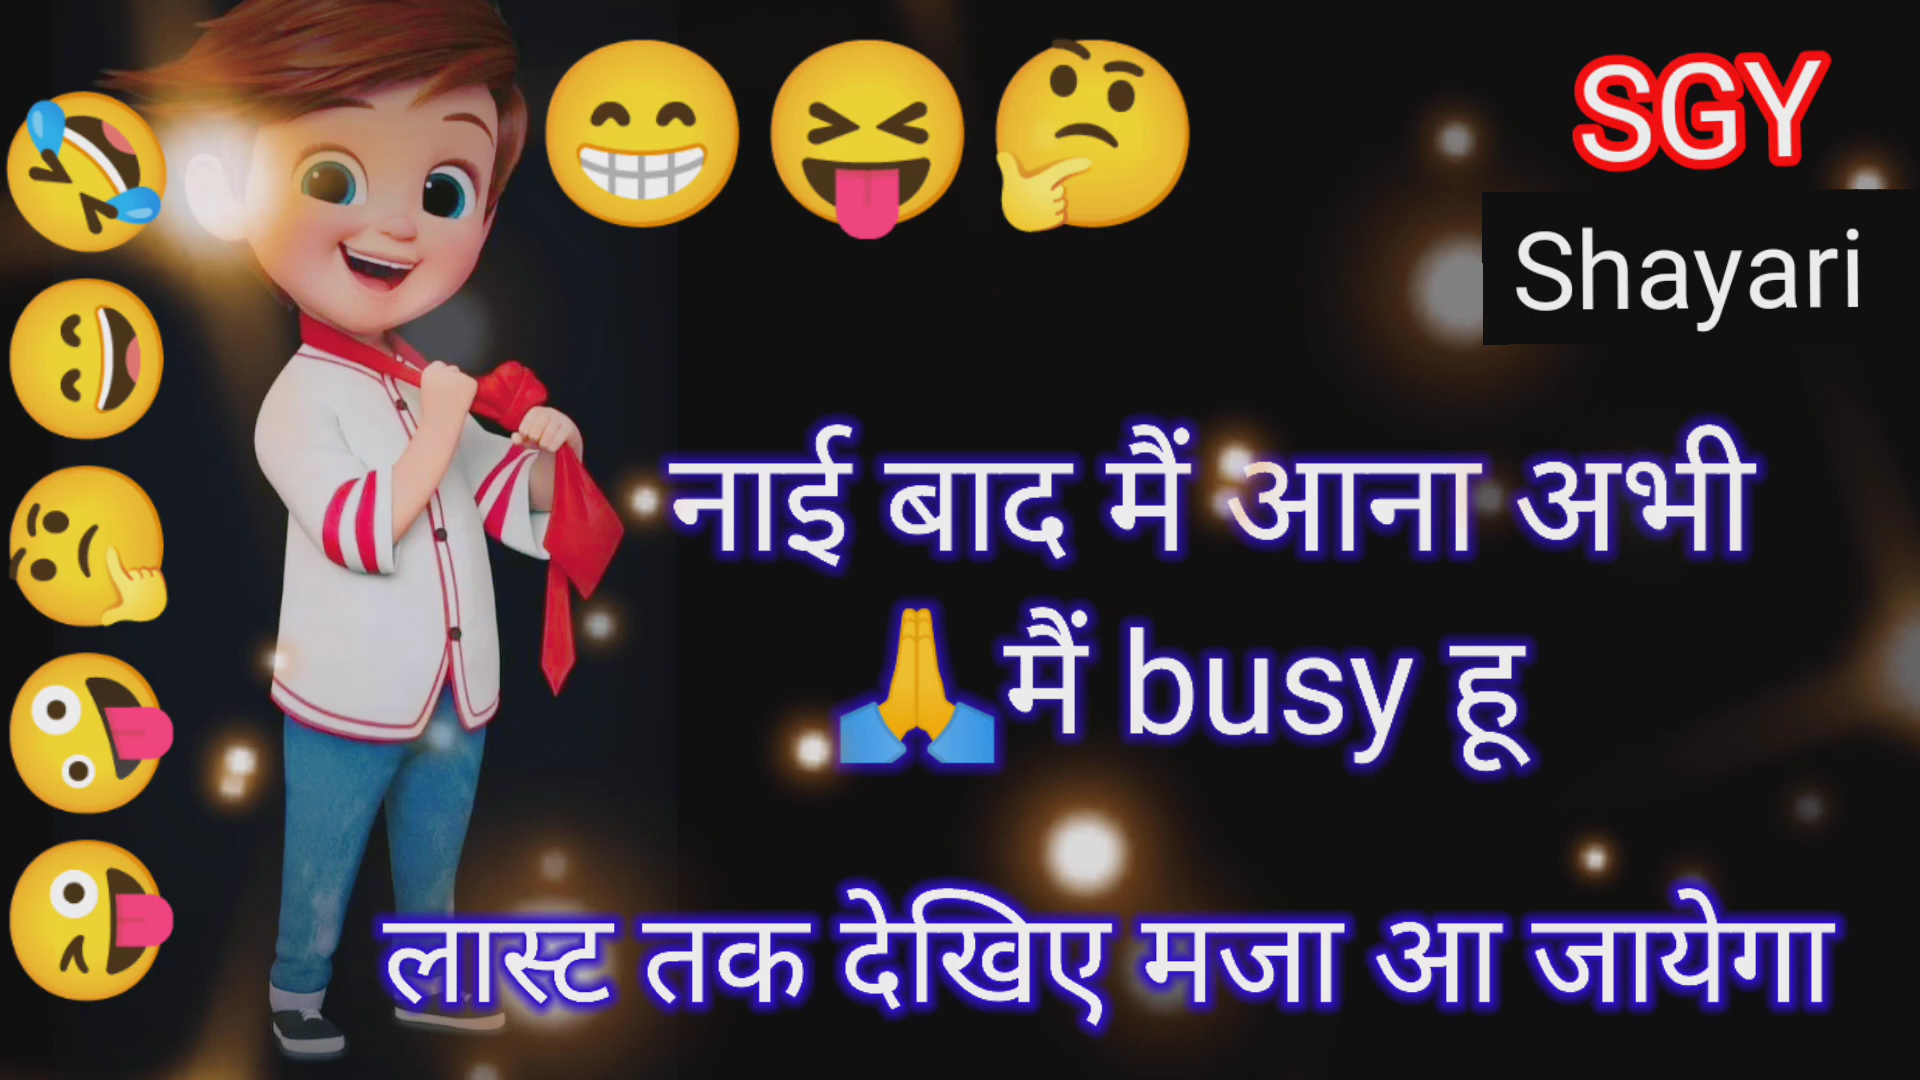 SGY
Shayari
नाई बाद मैं आना अभी
🙏मैं busy हू
लास्ट तक देखिए मजा आ जायेगा